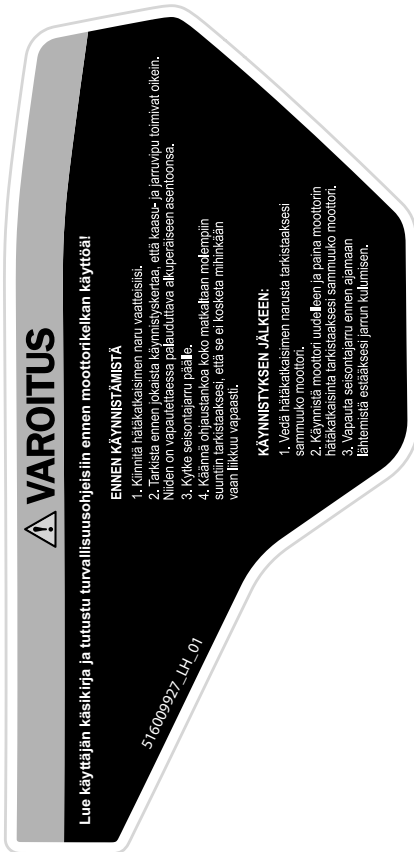 VAROITUS
Lue käyttäjän käsikirja ja tutustu turvallisuusohjeisiin ennen moottorikelkan käyttöä!
ENNEN KÄYNNISTÄMISTÄ
1. Kiinnitä hätäkatkaisimen naru vaatteisiisi.
2. Tarkista ennen jokaista käynnistyskertaa, että kaasu- ja jarruvipu toimivat oikein.
Niiden on vapautettaessa palauduttava alkuperäiseen asentoonsa.
3. Kytke seisontajarru päälle.
4. Käännä ohjaustankoa koko matkaltaan molempiin
suuntiin tarkistaaksesi, että se ei kosketa mihinkään
vaan liikkuu vapaasti.
KÄYNNISTYKSEN JÄLKEEN:
1. Vedä hätäkatkaisimen narusta tarkistaaksesi
sammuuko moottori.
2. Käynnistä moottori uudelleen ja paina moottorin
hätäkatkaisinta tarkistaaksesi sammuuko moottori.
3. Vapauta seisontajarru ennen ajamaan
lähtemistä estääksesi jarrun kulumisen.
516009927_LH_01